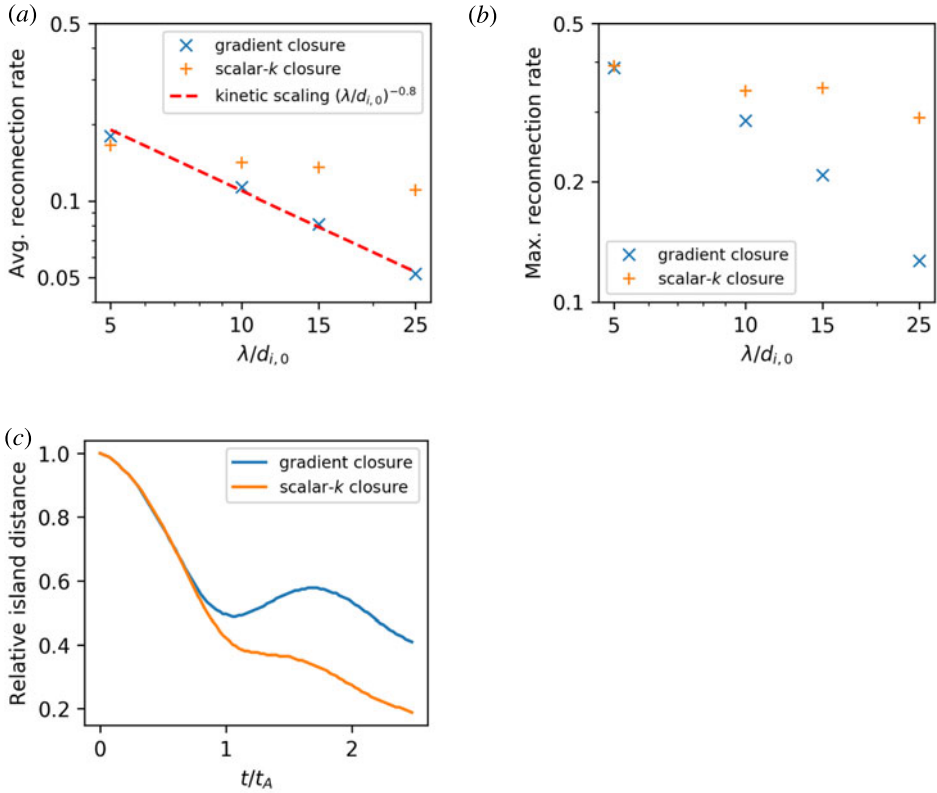 (a)
0.5
0.1
0.05
Avg. reconnection rate
gradient closure
scalar-k closure
kinetic scaling (λ/d_{i,0})^{−0.8}
5
10
15
25
λ/d_{i,0}
(b)
0.5
0.2
0.1
Max. reconnection rate
gradient closure
scalar-k closure
5
10
15
25
λ/d_{i,0}
(c)
1.0
0.8
0.6
0.4
0.2
Relative island distance
gradient closure
scalar-k closure
0
1
2
t/t_A